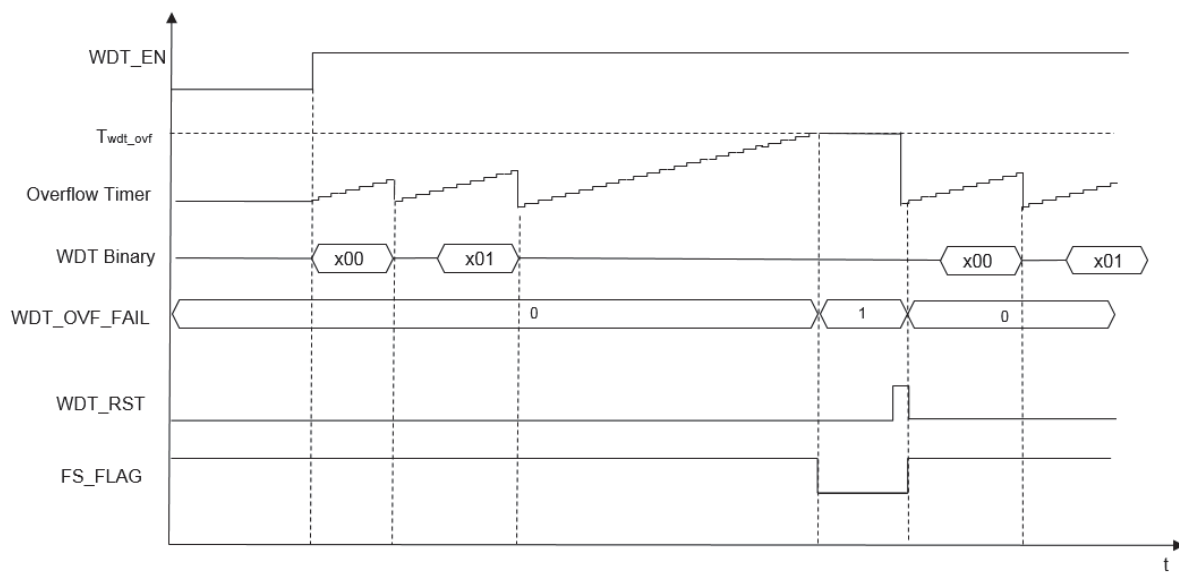 WDT_EN
Twdt_ovf
Overflow Timer
WDT Binary x00 x01 x00 x01
WDT_OVF_FAIL 0 1 0
WDT_RST
FS_FLAG
t